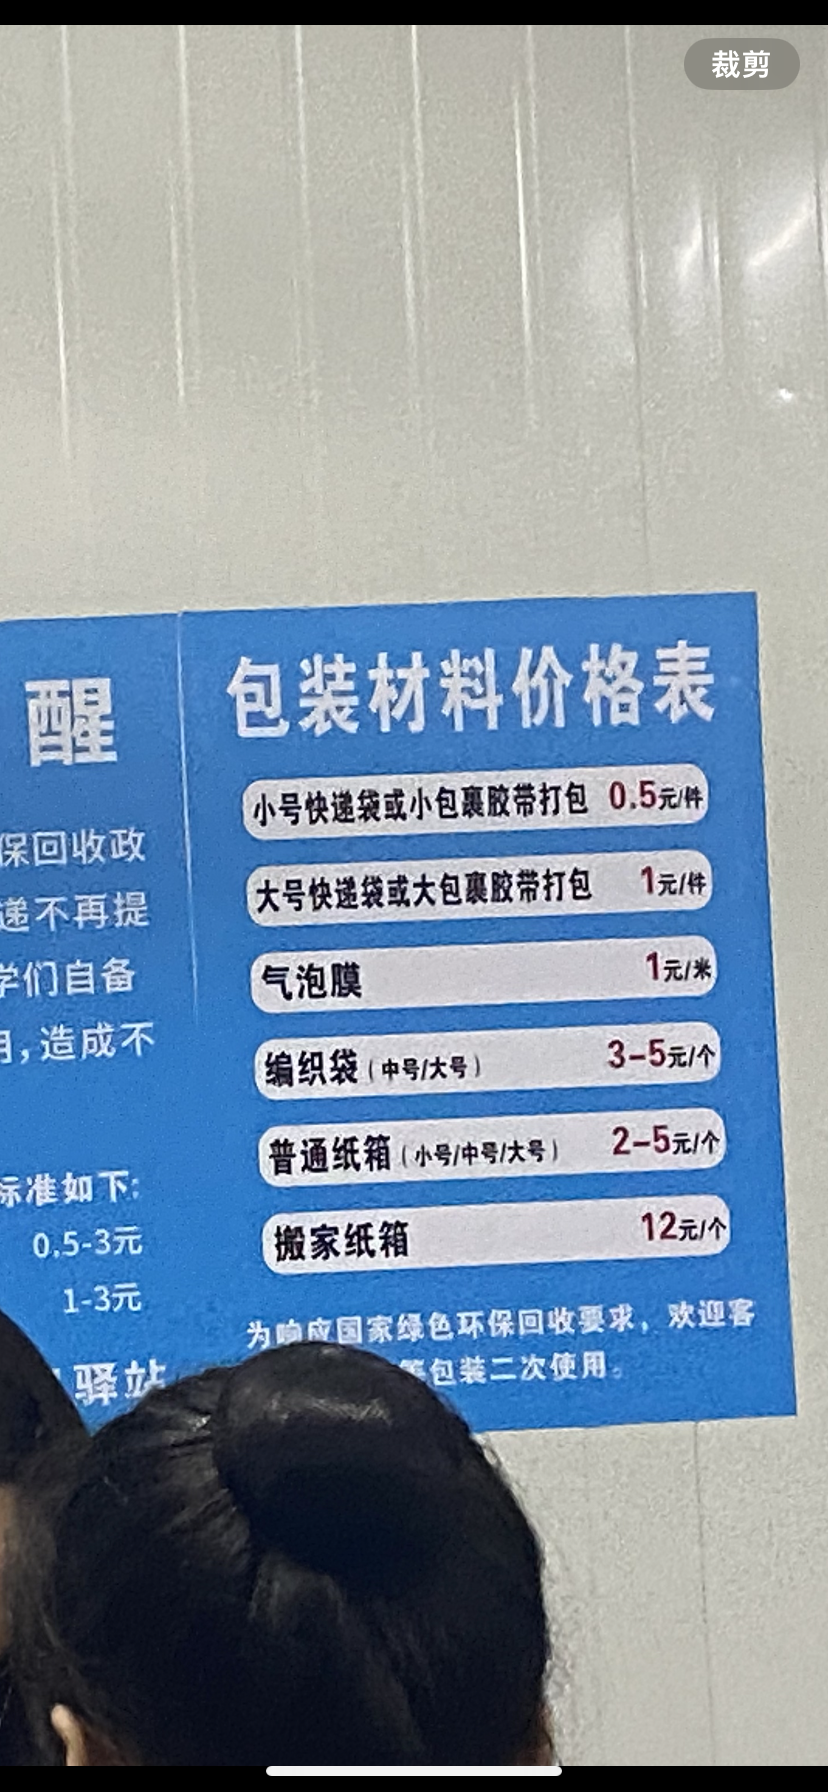 裁剪
醒
保回收政
递不再提
学们自备
,造成不
标准如下:
0.5-3元
1-3元
驿站
包装材料价格表
小号快递袋或小包裹胶带打包 0.5元/件
大号快递袋或大包裹胶带打包 1元/件
气泡膜 1元/米
编织袋(中号/大号) 3-5元/个
普通纸箱(小号/中号/大号) 2-5元/个
搬家纸箱 12元/个
为响应国家绿色环保回收要求,欢迎客
包装二次使用。